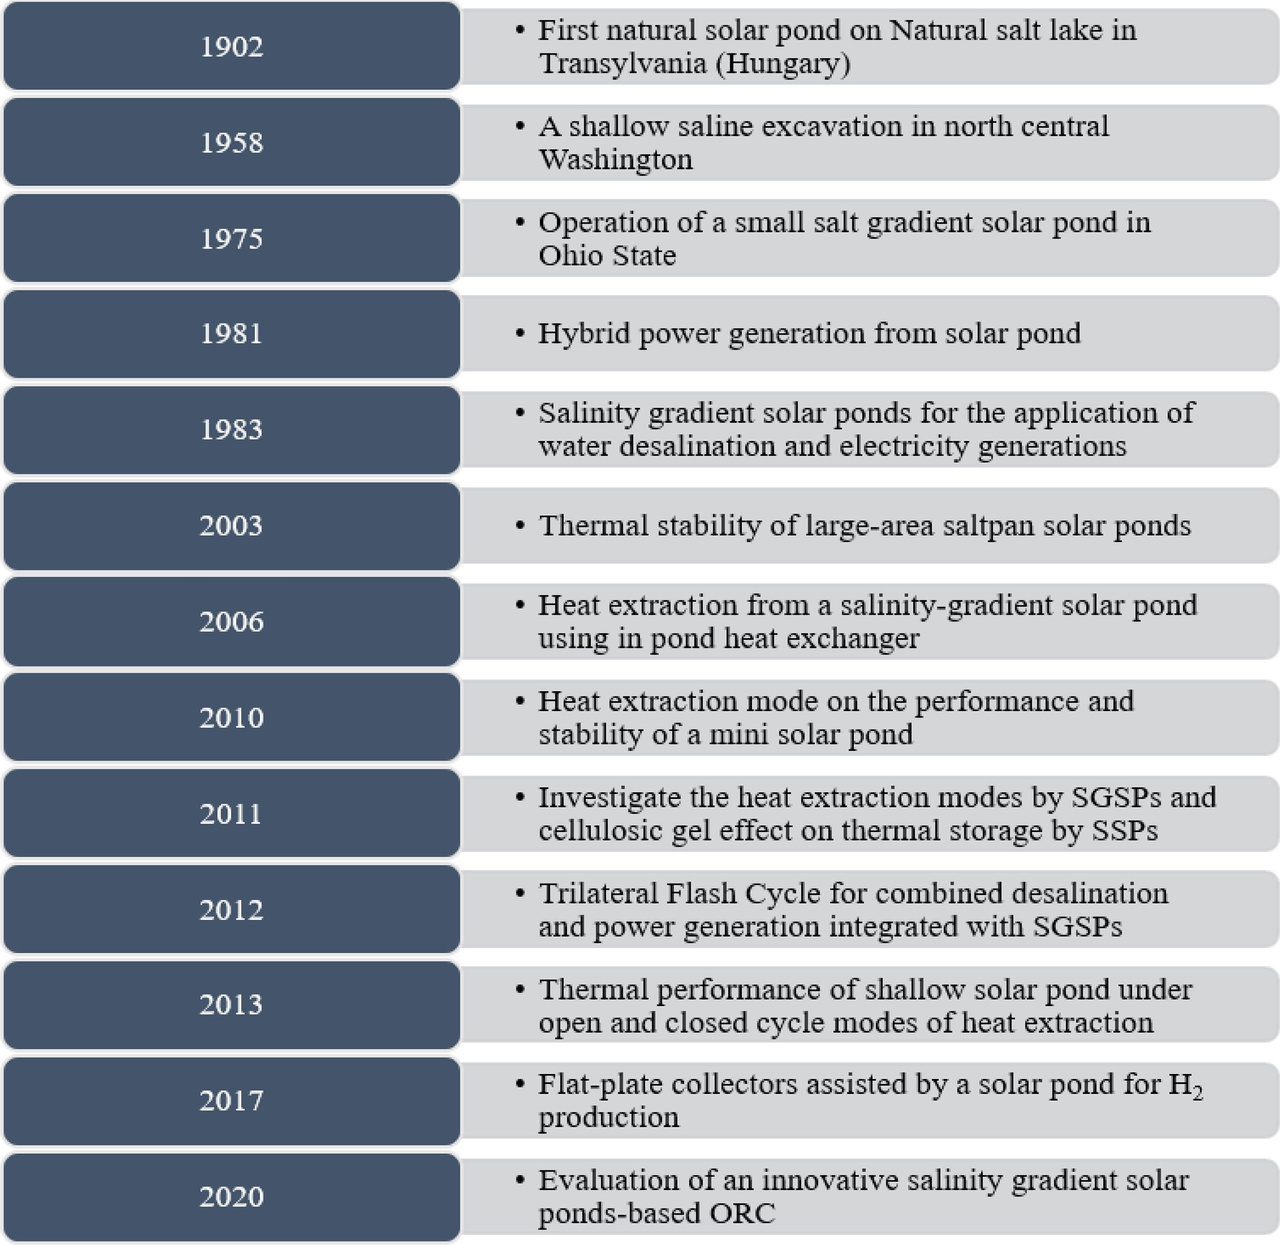 1902
• First natural solar pond on Natural salt lake in
Transylvania (Hungary)
1958
• A shallow saline excavation in north central
Washington
1975
• Operation of a small salt gradient solar pond in
Ohio State
1981
• Hybrid power generation from solar pond
1983
• Salinity gradient solar ponds for the application of
water desalination and electricity generations
2003
• Thermal stability of large-area saltpan solar ponds
2006
• Heat extraction from a salinity-gradient solar pond
using in pond heat exchanger
2010
• Heat extraction mode on the performance and
stability of a mini solar pond
2011
• Investigate the heat extraction modes by SGSPs and
cellulosic gel effect on thermal storage by SSPs
2012
• Trilateral Flash Cycle for combined desalination
and power generation integrated with SGSPs
2013
• Thermal performance of shallow solar pond under
open and closed cycle modes of heat extraction
2017
• Flat-plate collectors assisted by a solar pond for H₂
production
2020
• Evaluation of an innovative salinity gradient solar
ponds-based ORC